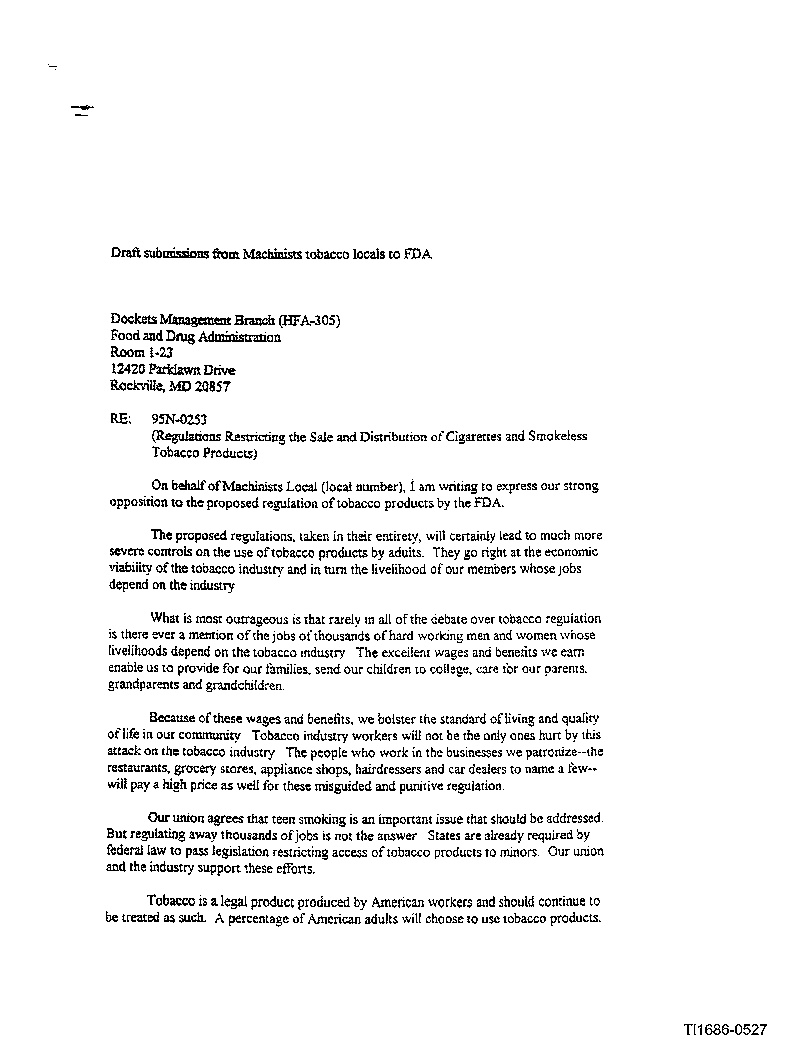 Draft submissions from Machinists tobacco locals to FDA
Dockets Management Branch (HFA-305)
Food and Drug Administration
Room 1-23
12420 Parklawn Drive
Rockville, MD 20857
RE: 95N-0253
(Regulations Restricting the Sale and Distribution of Cigarettes and Smokeless
Tobacco Products)
On behalf of Machinists Local (local number), I am writing to express our strong
opposition to the proposed regulation of tobacco products by the FDA.
The proposed regulations, taken in their entirety, will certainly lead to much more
severe controls on the use of tobacco products by adults. They go right at the economic
viability of the tobacco industry and in turn the livelihood of our members whose jobs
depend on the industry
What is most outrageous is that rarely in all of the debate over tobacco regulation
is there ever a mention of the jobs of thousands of hard working men and women whose
livelihoods depend on the tobacco industry The excellent wages and benefits we earn
enable us to provide for our families, send our children to college, care for our parents,
grandparents and grandchildren.
Because of these wages and benefits, we bolster the standard of living and quality
of life in our community Tobacco industry workers will not be the only ones hurt by this
attack on the tobacco industry The people who work in the businesses we patronize--the
restaurants, grocery stores, appliance shops, hairdressers and car dealers to name a few--
will pay a high price as well for these misguided and punitive regulation.
Our union agrees that teen smoking is an important issue that should be addressed.
But regulating away thousands of jobs is not the answer States are already required by
federal law to pass legislation restricting access of tobacco products to minors. Our union
and the industry support these efforts.
Tobacco is a legal product produced by American workers and should continue to
be treated as such. A percentage of American adults will choose to use tobacco products.
TI1686-0527